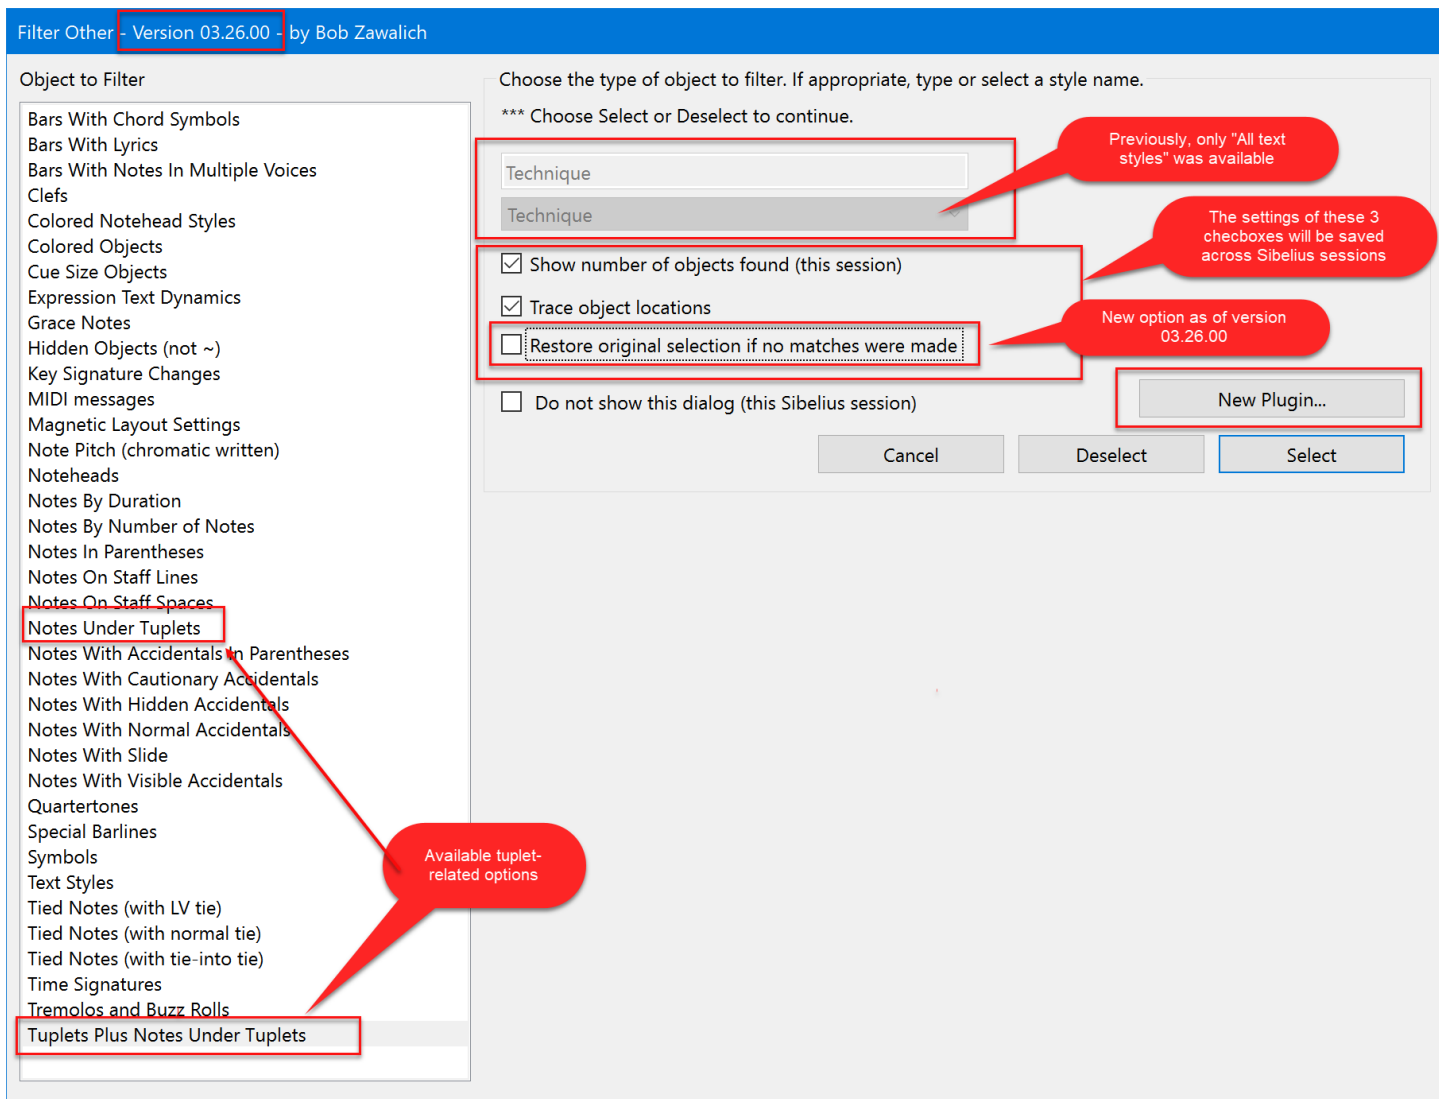 Filter Other - Version 03.26.00 - by Bob Zawalich
Object to Filter
Bars With Chord Symbols
Bars With Lyrics
Bars With Notes In Multiple Voices
Clefs
Colored Notehead Styles
Colored Objects
Cue Size Objects
Expression Text Dynamics
Grace Notes
Hidden Objects (not ~)
Key Signature Changes
MIDI messages
Magnetic Layout Settings
Note Pitch (chromatic written)
Noteheads
Notes By Duration
Notes By Number of Notes
Notes In Parentheses
Notes On Staff Lines
Notes On Staff Spaces
Notes Under Tuplets
Notes With Accidentals In Parentheses
Notes With Cautionary Accidentals
Notes With Hidden Accidentals
Notes With Normal Accidentals
Notes With Slide
Notes With Visible Accidentals
Quartertones
Special Barlines
Symbols
Text Styles
Tied Notes (with LV tie)
Tied Notes (with normal tie)
Tied Notes (with tie-into tie)
Time Signatures
Tremolos and Buzz Rolls
Tuplets Plus Notes Under Tuplets
Available tuplet-
related options
Choose the type of object to filter. If appropriate, type or select a style name.
*** Choose Select or Deselect to continue.
Technique
Technique
Previously, only "All text
styles" was available
The settings of these 3
checboxes will be saved
across Sibelius sessions
Show number of objects found (this session)
Trace object locations
Restore original selection if no matches were made
New option as of version
03.26.00
Do not show this dialog (this Sibelius session)
New Plugin...
Cancel
Deselect
Select